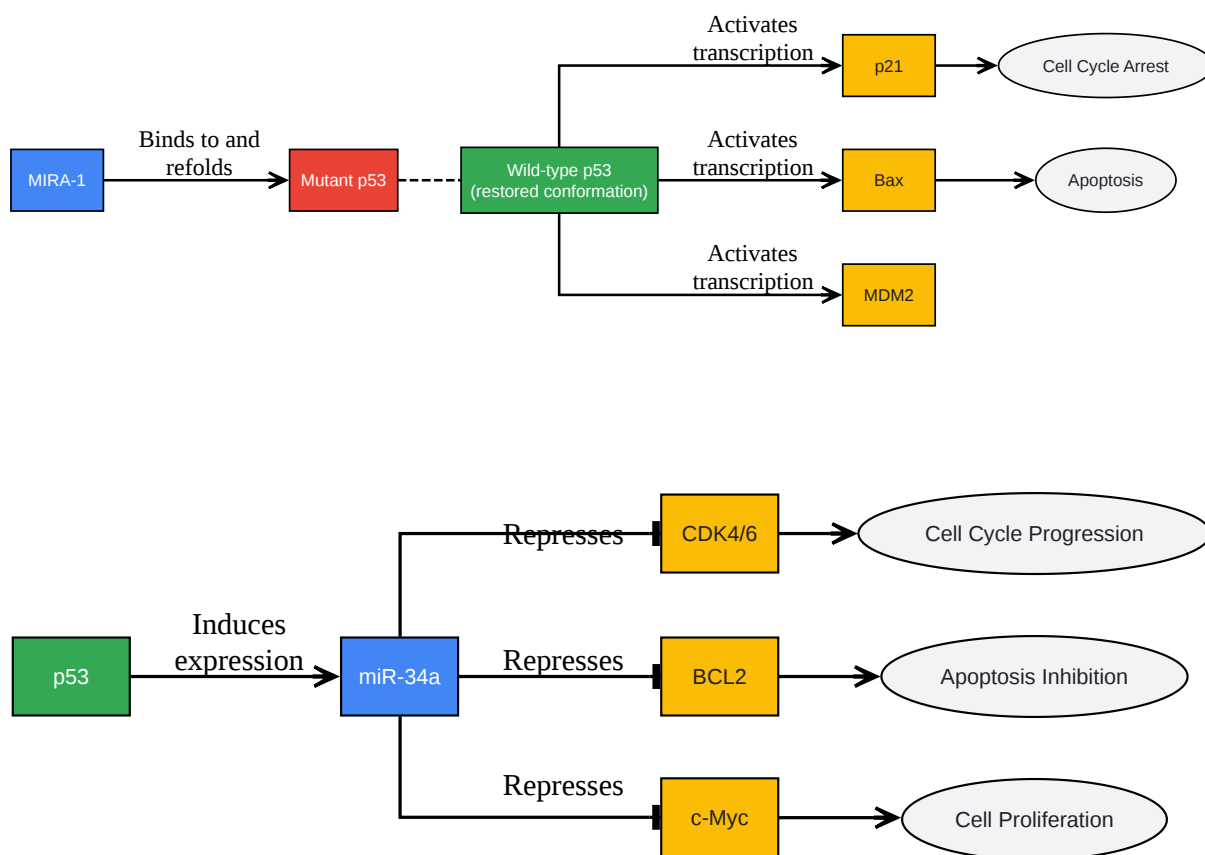 Activates
transcription
p21
Cell Cycle Arrest
MIRA-1
Binds to and
refolds
Mutant p53
Wild-type p53
(restored conformation)
Activates
transcription
Bax
Apoptosis
Activates
transcription
MDM2
Represses
CDK4/6
Cell Cycle Progression
p53
Induces
expression
miR-34a
Represses
BCL2
Apoptosis Inhibition
Represses
c-Myc
Cell Proliferation